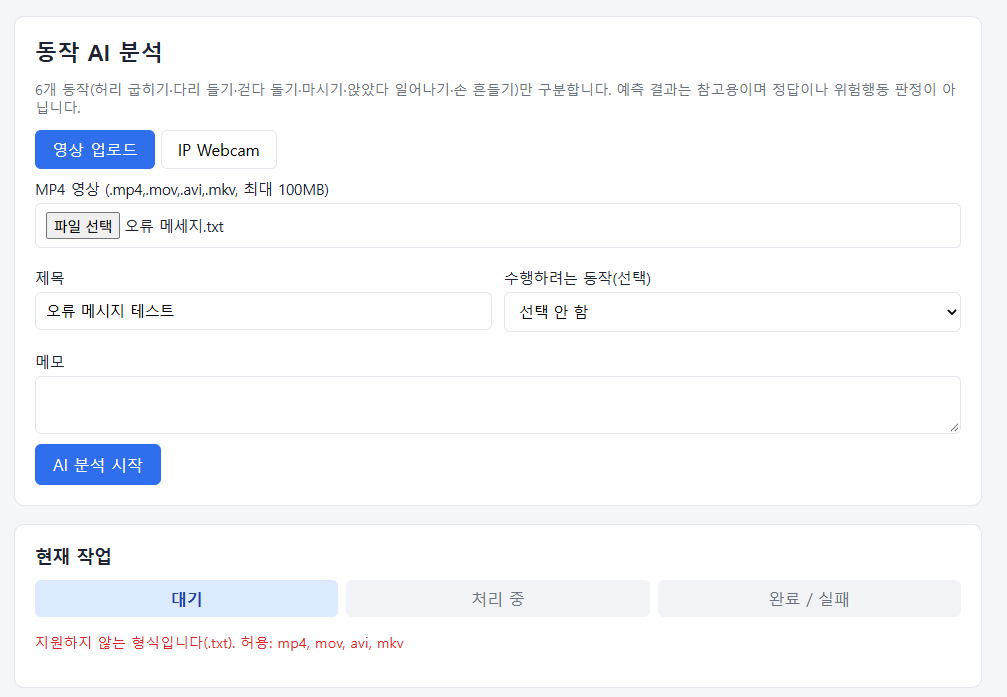 동작 AI 분석
6개 동작(허리 굽히기·다리 들기·걷다 돌기·마시기·앉았다 일어나기·손 흔들기)만 구분합니다. 예측 결과는 참고용이며 정답이나 위험행동 판정이 아
닙니다.
영상 업로드 IP Webcam
MP4 영상 (.mp4,.mov,.avi,.mkv, 최대 100MB)
파일 선택 오류 메세지.txt
제목 수행하려는 동작(선택)
오류 메시지 테스트 선택 안 함
메모
AI 분석 시작
현재 작업
대기 처리 중 완료 / 실패
지원하지 않는 형식입니다(.txt). 허용: mp4, mov, avi, mkv